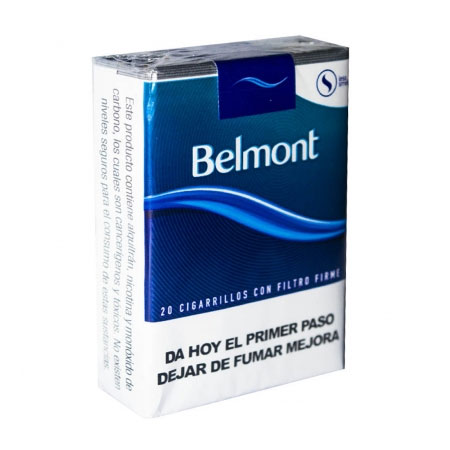 Belmont
20 CIGARRILLOS CON FILTRO FIRME
DA HOY EL PRIMER PASO
DEJAR DE FUMAR MEJORA
Este producto contiene alquitrán, nicotina y monóxido de
carbono, los cuales son cancerígenos y tóxicos. No existen
niveles seguros para el consumo de estas sustancias.